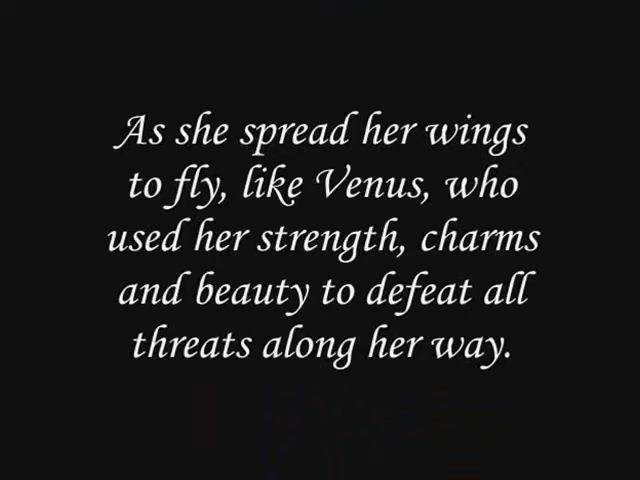 As she spread her wings
to fly, like Venus, who
used her strength, charms
and beauty to defeat all
threats along her way.